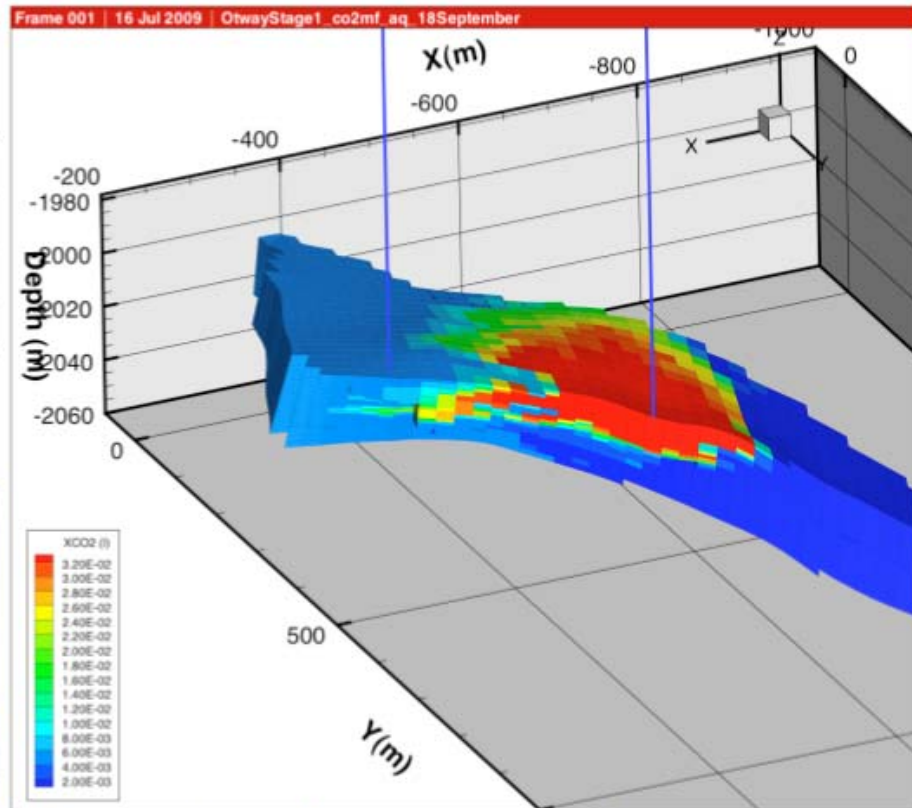 Frame 001 | 16 Jul 2009 | OtwayStage1_co2mf_aq_18September
X(m)
-200
-400
-600
-800
-1000
0
Z
X
Y
Depth (m)
-1980
-2000
-2020
-2040
-2060
0
500
Y(m)
XCO2 (l)
3.20E-02
3.00E-02
2.80E-02
2.60E-02
2.40E-02
2.20E-02
2.00E-02
1.80E-02
1.60E-02
1.40E-02
1.20E-02
1.00E-02
8.00E-03
6.00E-03
4.00E-03
2.00E-03